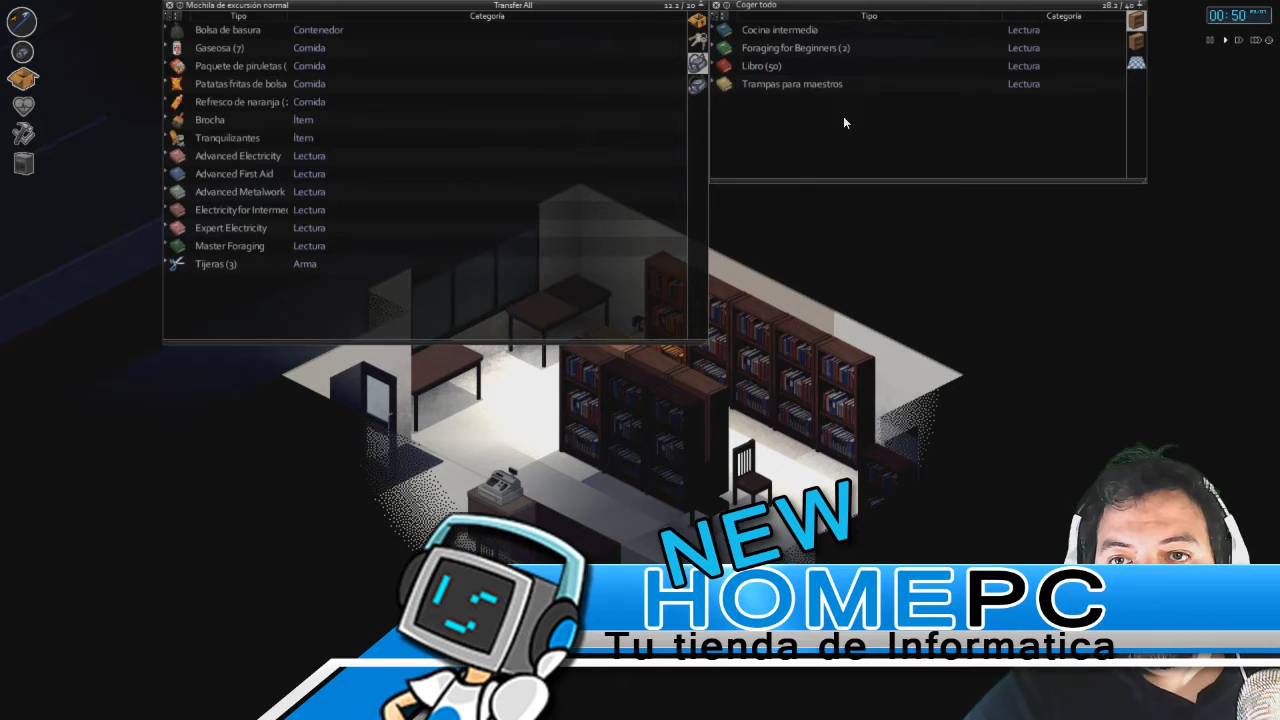 Mochila de excursión normal Transfer All 11.1 / 20
Tipo Categoría
Bolsa de basura Contenedor
Gaseosa (7) Comida
Paquete de piruletas ( Comida
Patatas fritas de bolsa Comida
Refresco de naranja (2 Comida
Brocha Ítem
Tranquilizantes Ítem
Advanced Electricity Lectura
Advanced First Aid Lectura
Advanced Metalwork Lectura
Electricity for Interme Lectura
Expert Electricity Lectura
Master Foraging Lectura
Tijeras (3) Arma
Coger todo 28.2 / 40
Tipo Categoría
Cocina intermedia Lectura
Foraging for Beginners (2) Lectura
Libro (50) Lectura
Trampas para maestros Lectura
00:50
NEW
HOMEPC
Tu tienda de Informatica